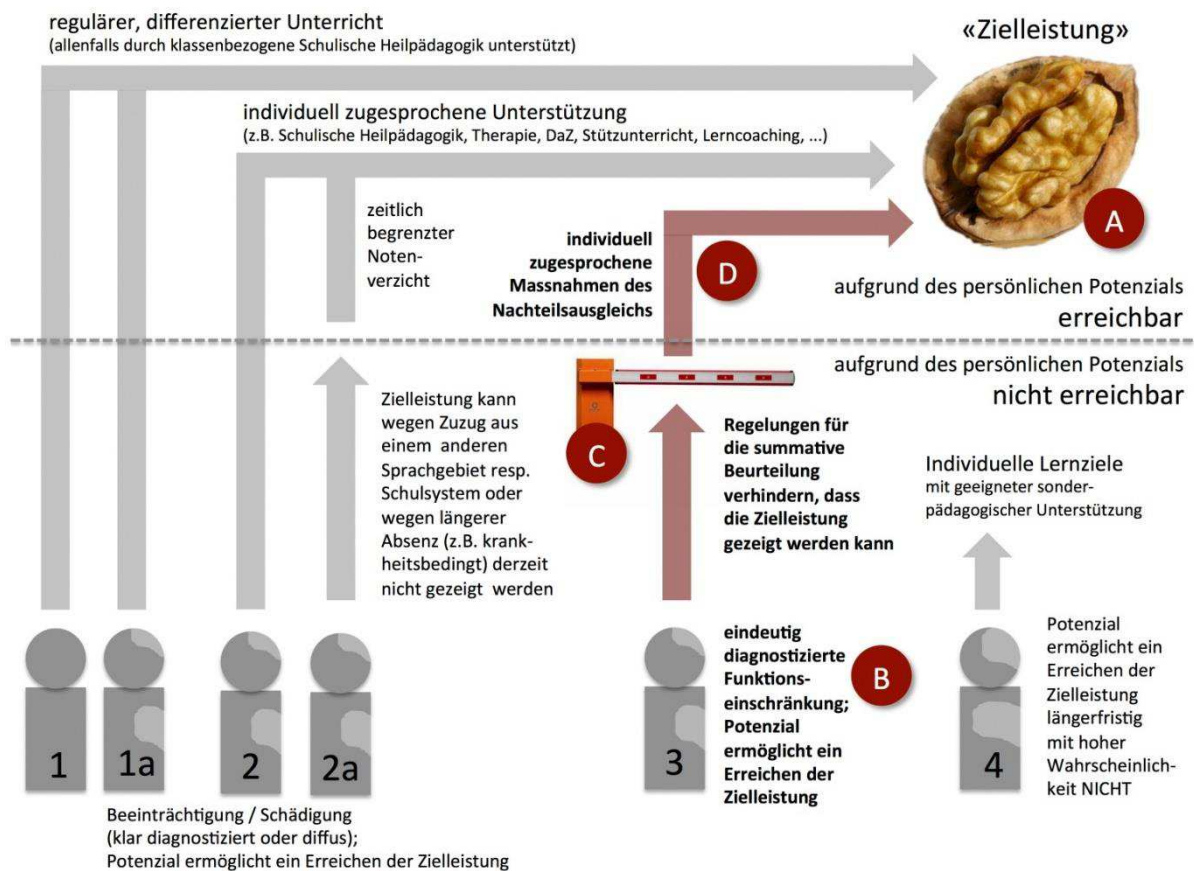 regulärer, differenzierter Unterricht
(allenfalls durch klassenbezogene Schulische Heilpädagogik unterstützt)
«Zielleistung»
individuell zugesprochene Unterstützung
(z.B. Schulische Heilpädagogik, Therapie, DaZ, Stützunterricht, Lerncoaching, ...)
zeitlich
begrenzter
Noten-
verzicht
individuell
zugesprochene
Massnahmen des
Nachteilsausgleichs
D
A
aufgrund des persönlichen Potenzials
erreichbar
aufgrund des persönlichen Potenzials
nicht erreichbar
Zielleistung kann
wegen Zuzug aus
einem anderen
Sprachgebiet resp.
Schulsystem oder
wegen längerer
Absenz (z.B. krank-
heitsbedingt) derzeit
nicht gezeigt werden
C
Regelungen für
die summative
Beurteilung
verhindern, dass
die Zielleistung
gezeigt werden kann
Individuelle Lernziele
mit geeigneter sonder-
pädagogischer Unterstützung
1
1a
2
2a
3
eindeutig
diagnostizierte
Funktions-
einschränkung;
Potenzial
ermöglicht ein
Erreichen der
Zielleistung
B
4
Potenzial
ermöglicht ein
Erreichen der
Zielleistung
längerfristig
mit hoher
Wahrscheinlich-
keit NICHT
Beeinträchtigung / Schädigung
(klar diagnostiziert oder diffus);
Potenzial ermöglicht ein Erreichen der Zielleistung